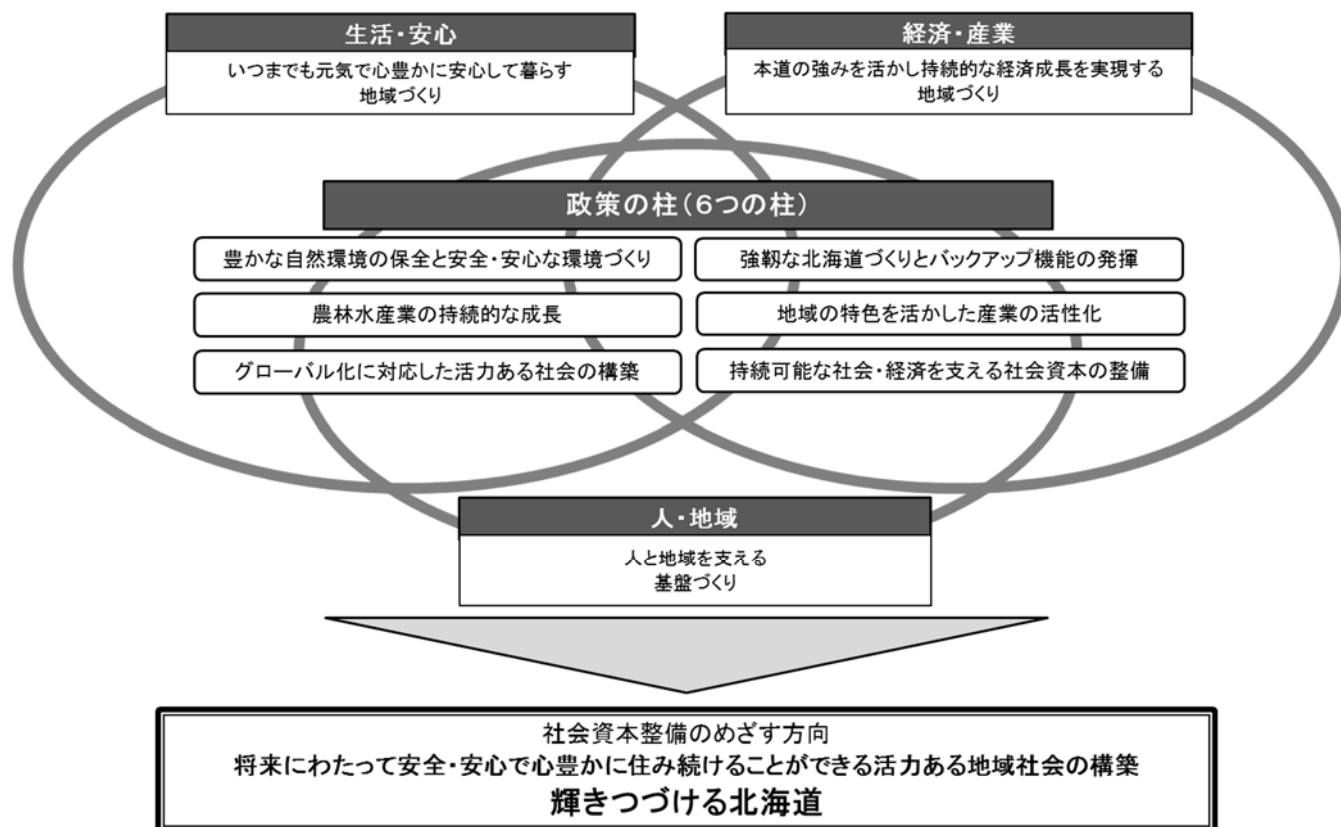 生活・安心
いつまでも元気で心豊かに安心して暮らす
地域づくり
経済・産業
本道の強みを活かし持続的な経済成長を実現する
地域づくり
政策の柱(6つの柱)
豊かな自然環境の保全と安全・安心な環境づくり
強靱な北海道づくりとバックアップ機能の発揮
農林水産業の持続的な成長
地域の特色を活かした産業の活性化
グローバル化に対応した活力ある社会の構築
持続可能な社会・経済を支える社会資本の整備
人・地域
人と地域を支える
基盤づくり
社会資本整備のめざす方向
将来にわたって安全・安心で心豊かに住み続けることができる活力ある地域社会の構築
輝きつづける北海道